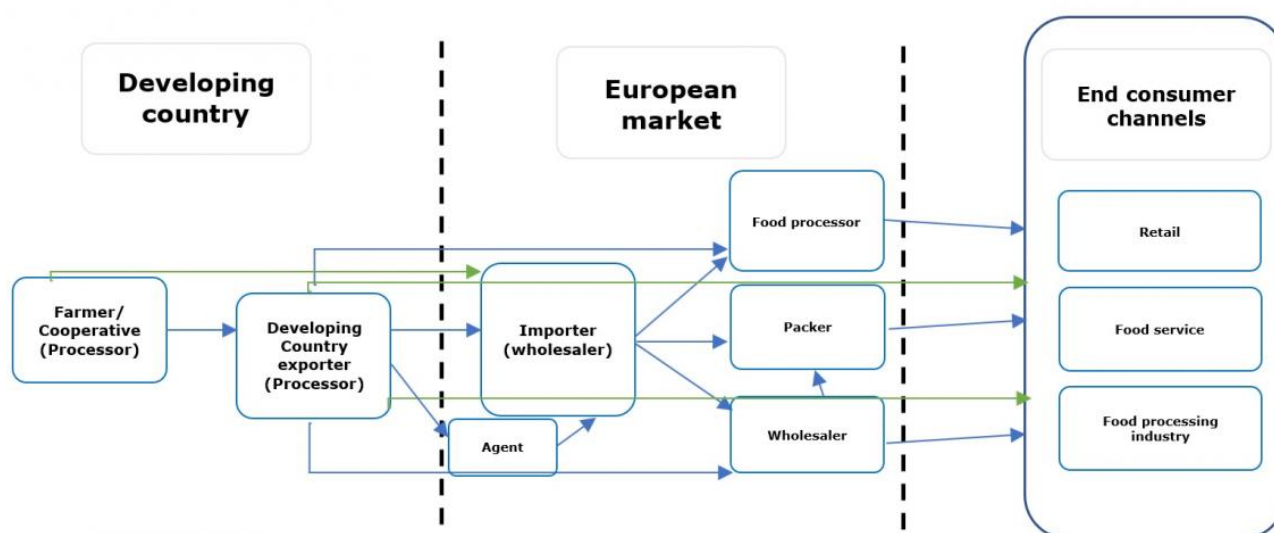 Developing
country
European
market
End consumer
channels
Farmer/
Cooperative
(Processor)
Developing
Country
exporter
(Processor)
Agent
Importer
(wholesaler)
Food processor
Packer
Wholesaler
Retail
Food service
Food processing
industry